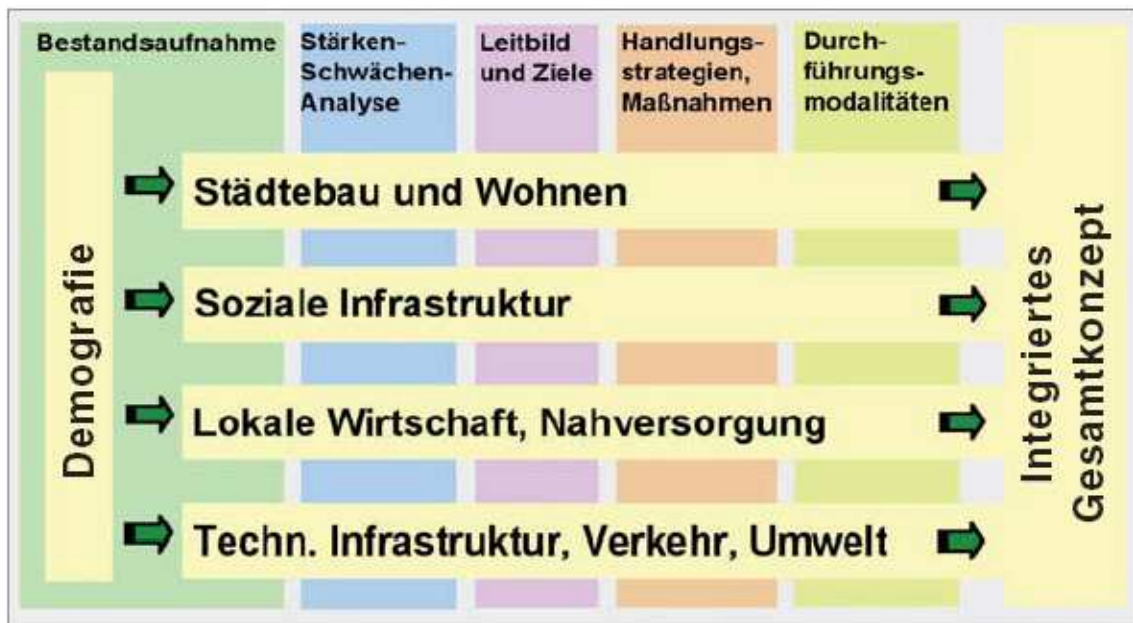 Bestandsaufnahme
Stärken-
Schwächen-
Analyse
Leitbild
und Ziele
Handlungs-
strategien,
Maßnahmen
Durch-
führungs-
modalitäten
Demografie
Städtebau und Wohnen
Soziale Infrastruktur
Lokale Wirtschaft, Nahversorgung
Techn. Infrastruktur, Verkehr, Umwelt
Integriertes
Gesamtkonzept